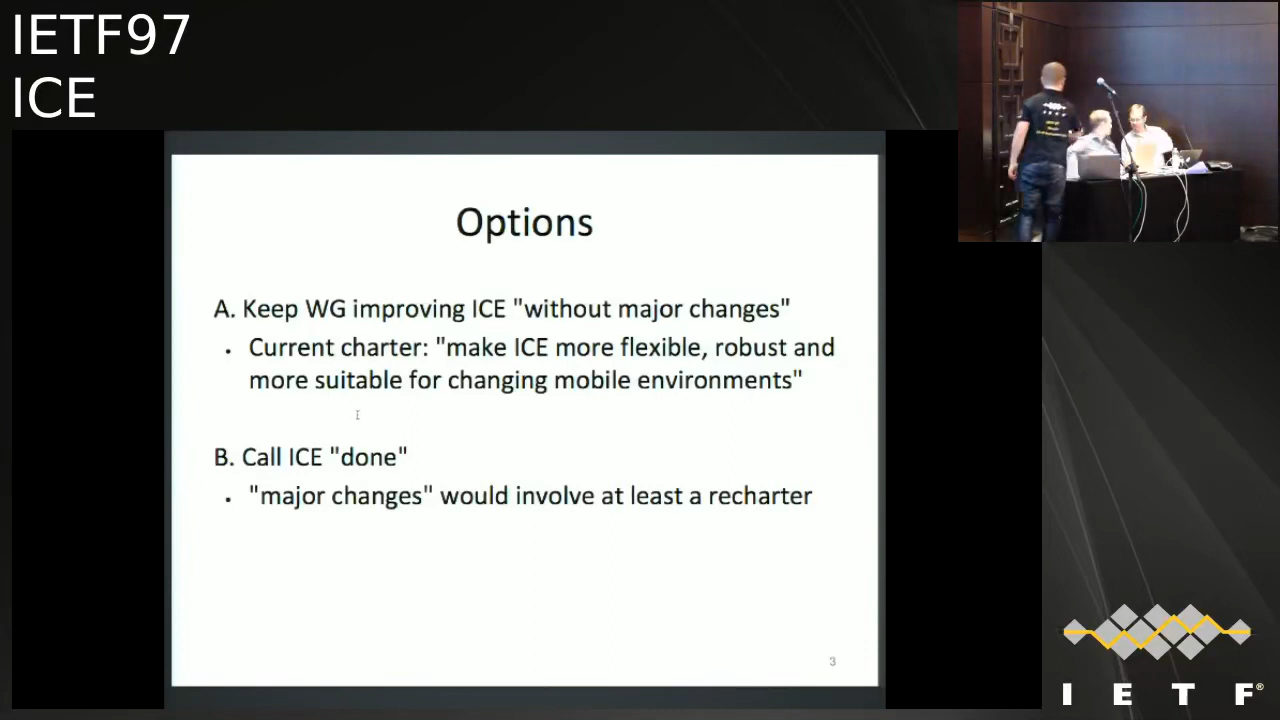 IETF97
ICE
Options
A. Keep WG improving ICE "without major changes"
• Current charter: "make ICE more flexible, robust and
more suitable for changing mobile environments"
B. Call ICE "done"
• "major changes" would involve at least a recharter
3
I E T F®